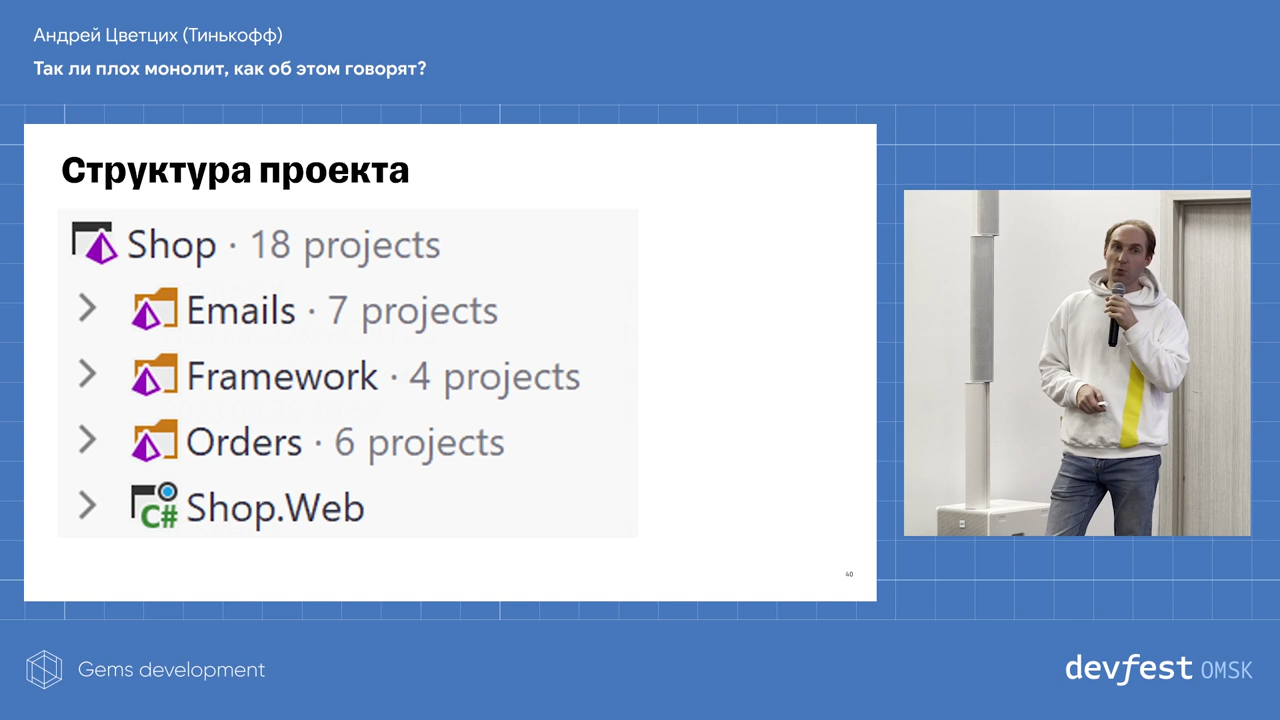 Андрей Цветцих (Тинькофф)
Так ли плох монолит, как об этом говорят?
Структура проекта
Shop · 18 projects
Emails · 7 projects
Framework · 4 projects
Orders · 6 projects
C# Shop.Web
40
Gems development
devfest OMSK